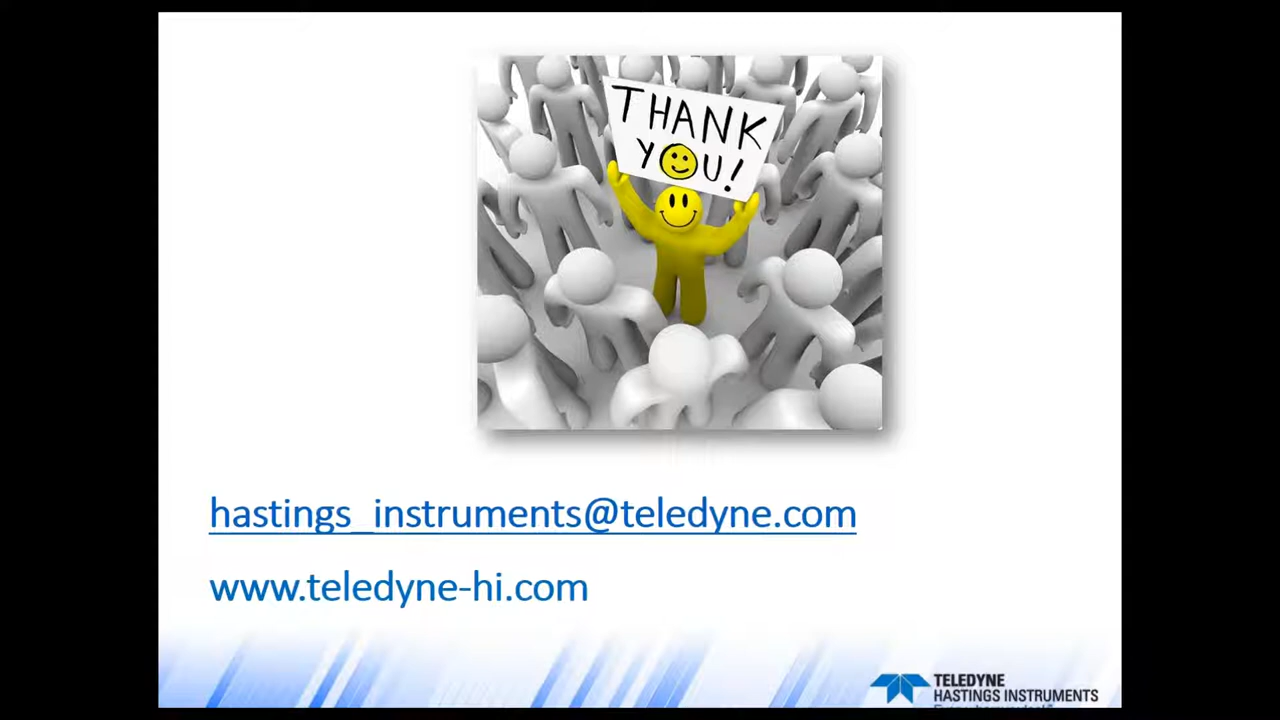 THANK
YOU!
hastings_instruments@teledyne.com
www.teledyne-hi.com
TELEDYNE
HASTINGS INSTRUMENTS